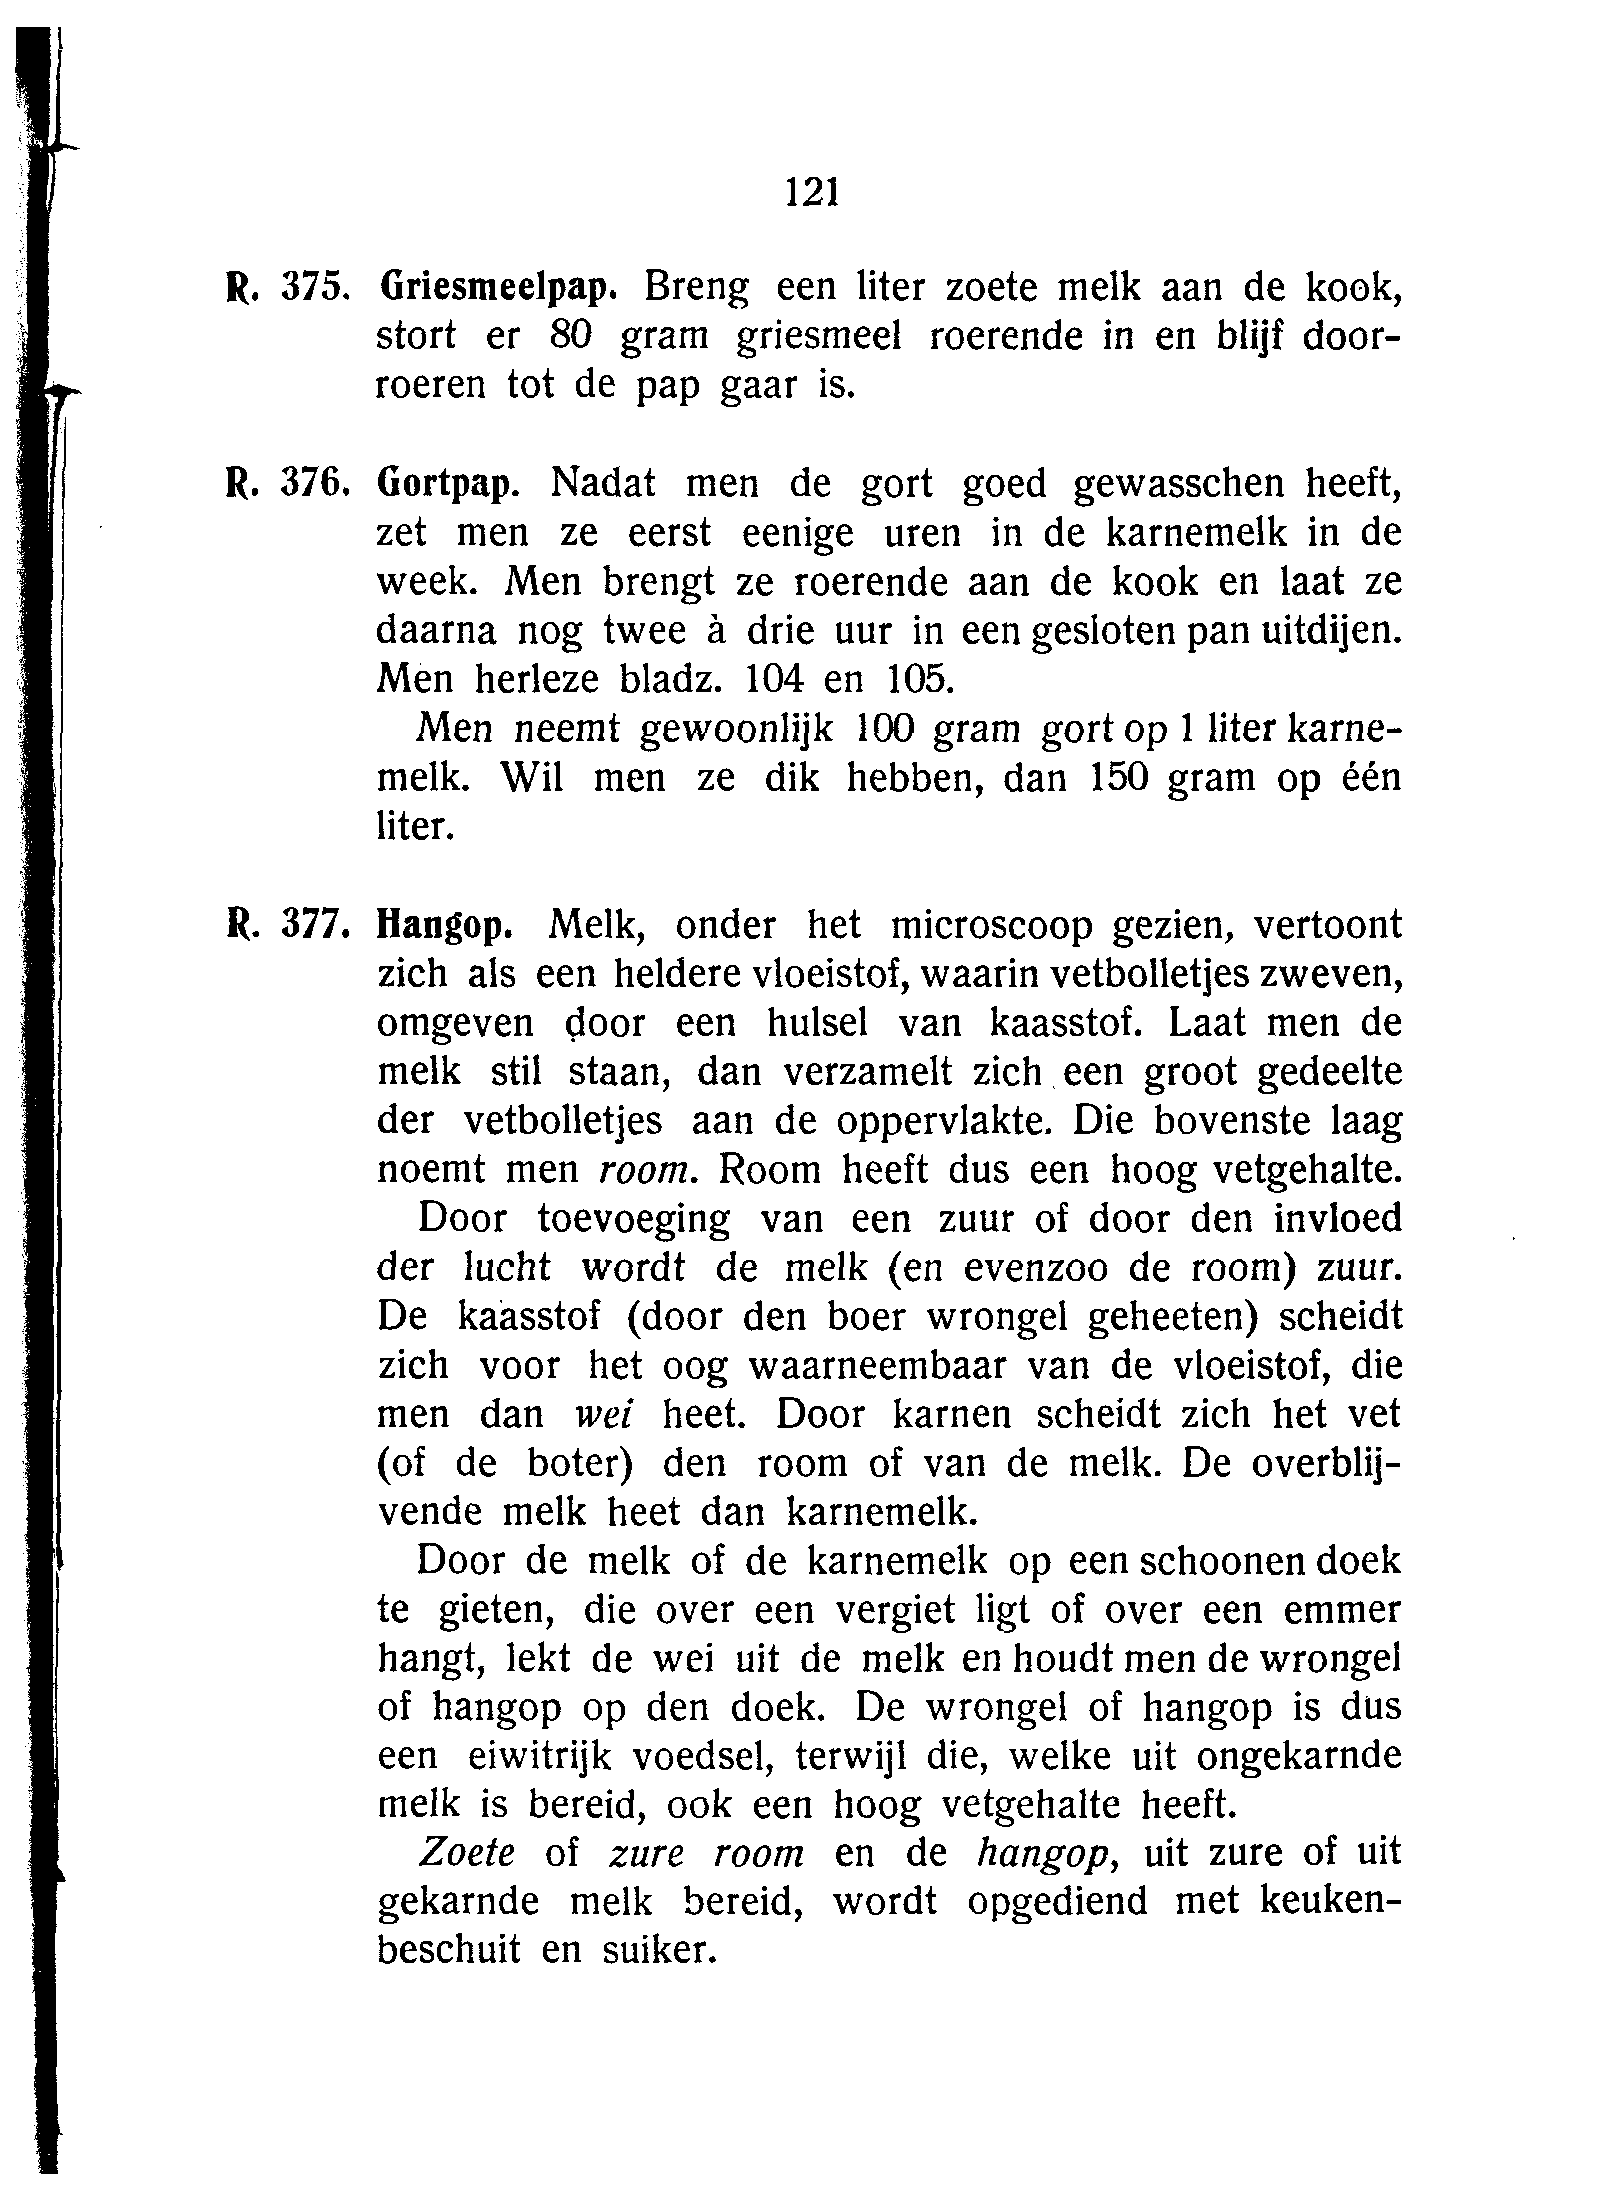 121
R. 375. Griesmeelpap. Breng een liter zoete melk aan de kook,
stort er 80 gram griesmeel roerende in en blijf door-
roeren tot de pap gaar is.
R. 376. Gortpap. Nadat men de gort goed gewasschen heeft,
zet men ze eerst eenige uren in de karnemelk in de
week. Men brengt ze roerende aan de kook en laat ze
daarna nog twee à drie uur in een gesloten pan uitdijen.
Men herleze bladz. 104 en 105.
Men neemt gewoonlijk 100 gram gort op 1 liter karne-
melk. Wil men ze dik hebben, dan 150 gram op één
liter.
R. 377. Hangop. Melk, onder het microscoop gezien, vertoont
zich als een heldere vloeistof, waarin vetbolletjes zweven,
omgeven door een hulsel van kaasstof. Laat men de
melk stil staan, dan verzamelt zich een groot gedeelte
der vetbolletjes aan de oppervlakte. Die bovenste laag
noemt men room. Room heeft dus een hoog vetgehalte.
Door toevoeging van een zuur of door den invloed
der lucht wordt de melk (en evenzoo de room) zuur.
De kaasstof (door den boer wrongel geheeten) scheidt
zich voor het oog waarneembaar van de vloeistof, die
men dan wei heet. Door karnen scheidt zich het vet
(of de boter) den room of van de melk. De overblij-
vende melk heet dan karnemelk.
Door de melk of de karnemelk op een schoonen doek
te gieten, die over een vergiet ligt of over een emmer
hangt, lekt de wei uit de melk en houdt men de wrongel
of hangop op den doek. De wrongel of hangop is dus
een eiwitrijk voedsel, terwijl die, welke uit ongekarnde
melk is bereid, ook een hoog vetgehalte heeft.
Zoete of zure room en de hangop, uit zure of uit
gekarnde melk bereid, wordt opgediend met keuken-
beschuit en suiker.